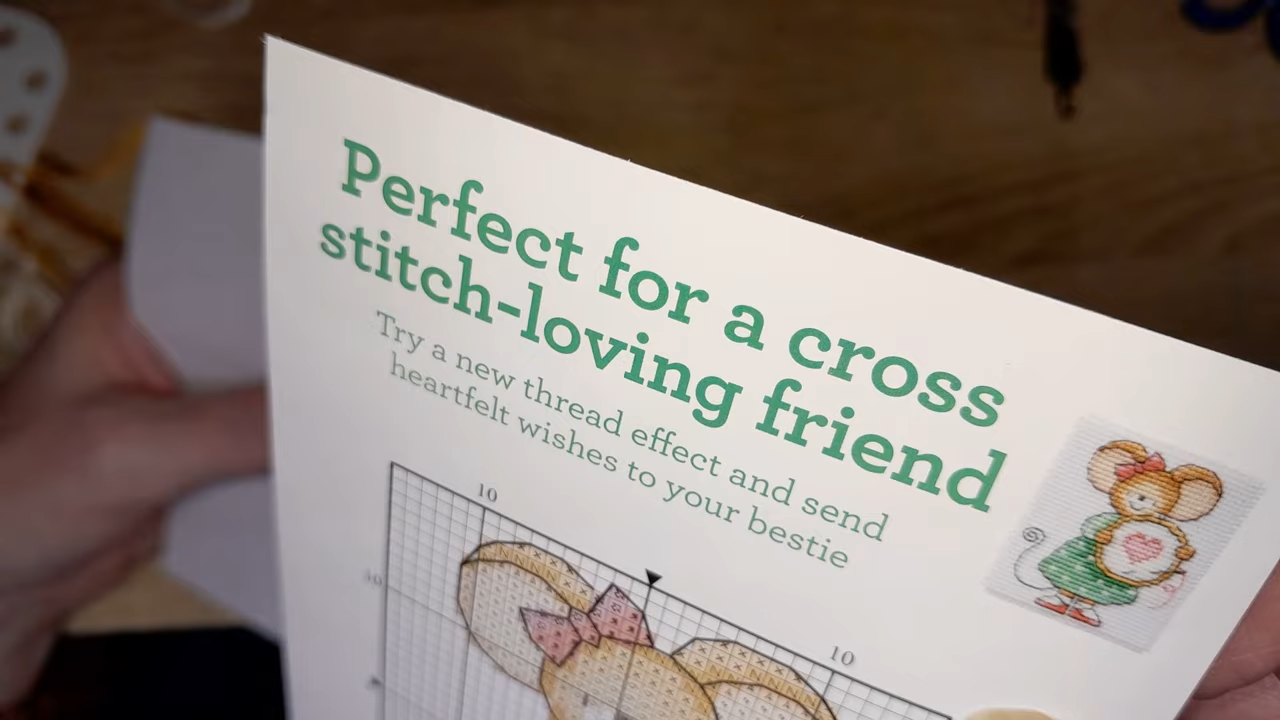 Perfect for a cross
stitch-loving friend
Try a new thread effect and send
heartfelt wishes to your bestie
10
10
10